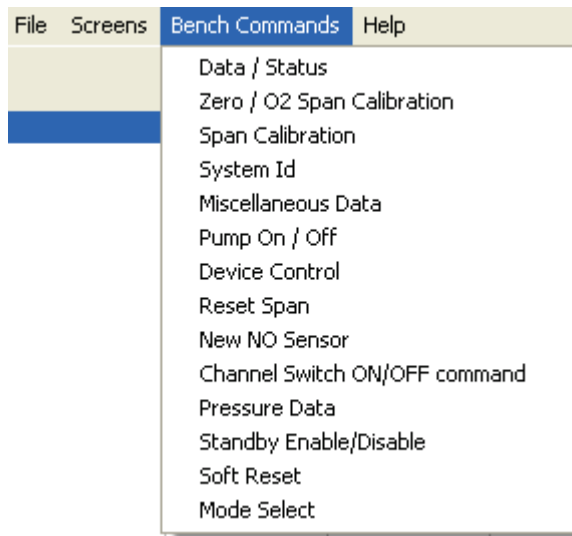 File Screens Bench Commands Help
Data / Status
Zero / O2 Span Calibration
Span Calibration
System Id
Miscellaneous Data
Pump On / Off
Device Control
Reset Span
New NO Sensor
Channel Switch ON/OFF command
Pressure Data
Standby Enable/Disable
Soft Reset
Mode Select